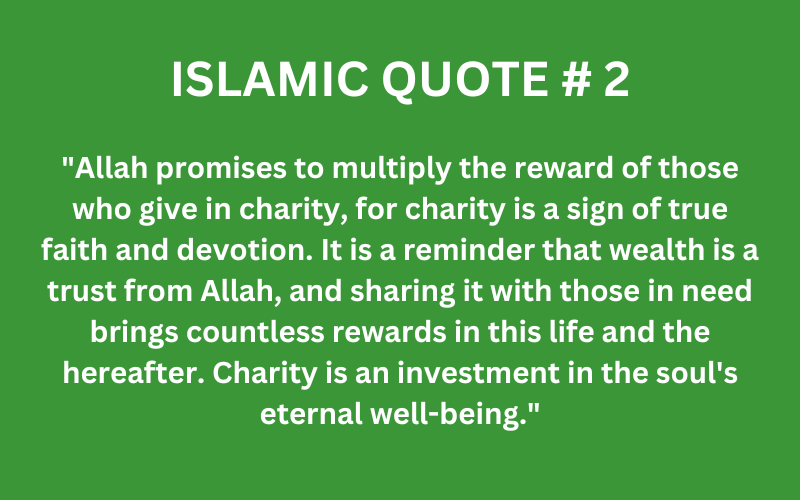 ISLAMIC QUOTE # 2
"Allah promises to multiply the reward of those
who give in charity, for charity is a sign of true
faith and devotion. It is a reminder that wealth is a
trust from Allah, and sharing it with those in need
brings countless rewards in this life and the
hereafter. Charity is an investment in the soul's
eternal well-being."